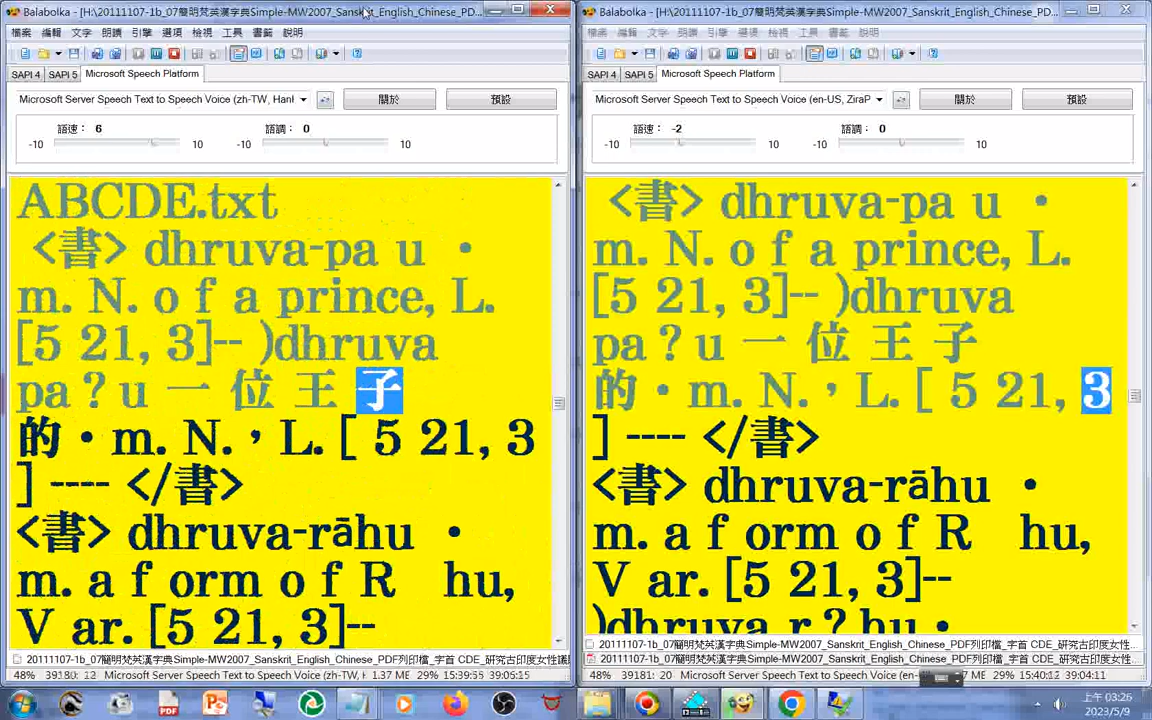 Balabolka - [H:\20111107-1b_07簡明梵英漢字典Simple-MW2007_Sanskrit_English_Chinese_PD...
檔案 編輯 文字 朗讀 引擎 選項 檢視 工具 書籤 說明
SAPI 4 SAPI 5 Microsoft Speech Platform
Microsoft Server Speech Text to Speech Voice (zh-TW, Hanl
關於 預設
語速： 6 語調： 0
-10 10 -10 10
ABCDE.txt
<書> dhruva-pa u ・
m. N. o f a prince, L.
[5 21, 3]-- )dhruva
pa？u 一 位 王 子
的・m. N.，L. [ 5 21, 3
] ---- </書>
<書> dhruva-rāhu ・
m. a f orm o f R hu,
V ar. [5 21, 3]--
20111107-1b_07簡明梵英漢字典Simple-MW2007_Sanskrit_English_Chinese_PDF列印檔_字首 CDE_研究古印度女性議
48% 39180: 12 Microsoft Server Speech Text to Speech Voice (zh-TW, H 1.37 MB 29% 15:39:55 39:05:15
Balabolka - [H:\20111107-1b_07簡明梵英漢字典Simple-MW2007_Sanskrit_English_Chinese_PD...
檔案 編輯 文字 朗讀 引擎 選項 檢視 工具 書籤 說明
SAPI 4 SAPI 5 Microsoft Speech Platform
Microsoft Server Speech Text to Speech Voice (en-US, ZiraP
關於 預設
語速： -2 語調： 0
-10 10 -10 10
<書> dhruva-pa u ・
m. N. o f a prince, L.
[5 21, 3]-- )dhruva
pa？u 一 位 王 子
的・m. N.，L. [ 5 21, 3
] ---- </書>
<書> dhruva-rāhu ・
m. a f orm o f R hu,
V ar. [5 21, 3]--
)dhruva r？hu・
20111107-1b_07簡明梵英漢字典Simple-MW2007_Sanskrit_English_Chinese_PDF列印檔_字首 CDE_研究古印度女性
20111107-1b_07簡明梵英漢字典Simple-MW2007_Sanskrit_English_Chinese_PDF列印檔_字首 CDE_研究古印度女性
48% 39181: 20 Microsoft Server Speech Text to Speech 29% 15:40:12 39:04:11
上午 03:26
2023/5/9